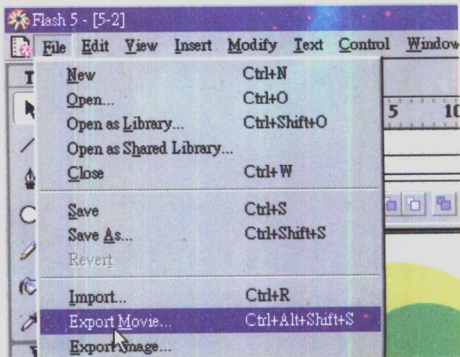 Flash 5 - [5-2]
File Edit View Insert Modify Text Control Window
New Ctrl+N
Open... Ctrl+O
5 10
Open as Library... Ctrl+Shift+O
Open as Shared Library...
Close Ctrl+W
Save Ctrl+S
Save As... Ctrl+Shift+S
Revert
Import... Ctrl+R
Export Movie... Ctrl+Alt+Shift+S
Export Image...